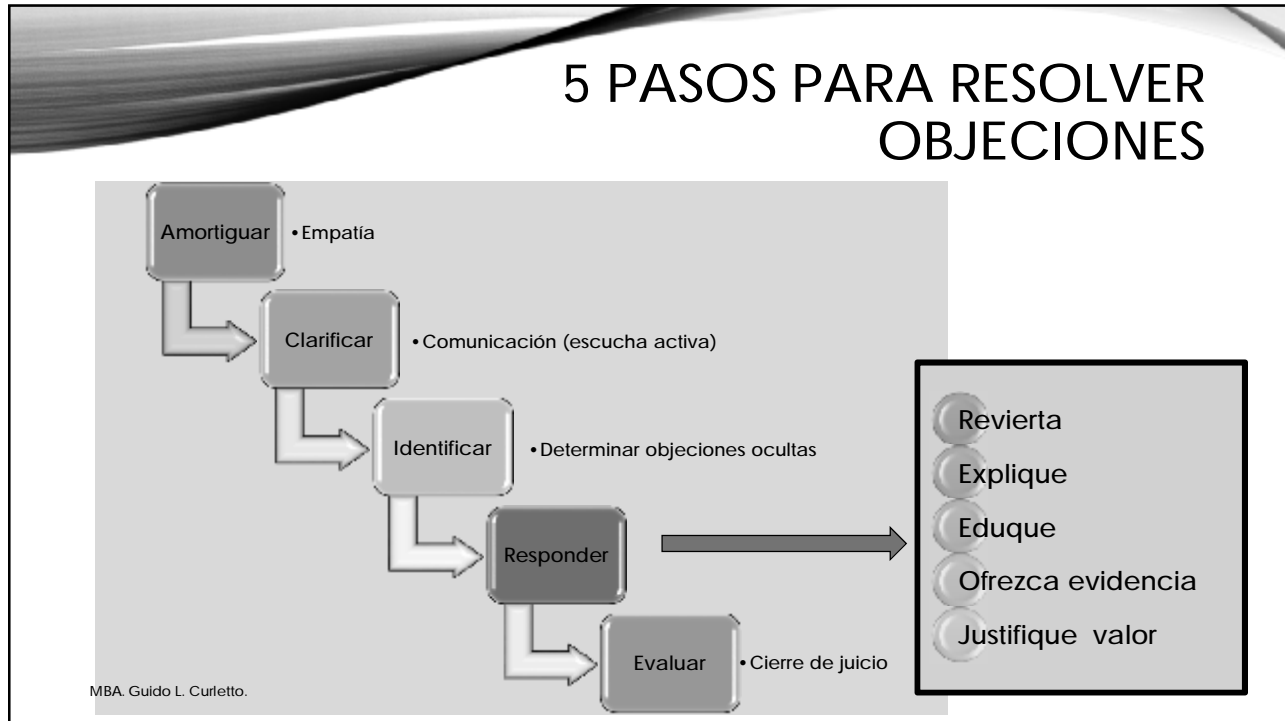 5 PASOS PARA RESOLVER
OBJECIONES
Amortiguar
• Empatía
Clarificar
• Comunicación (escucha activa)
Identificar
• Determinar objeciones ocultas
Responder
Evaluar
• Cierre de juicio
Revierta
Explique
Eduque
Ofrezca evidencia
Justifique valor
MBA. Guido L. Curletto.